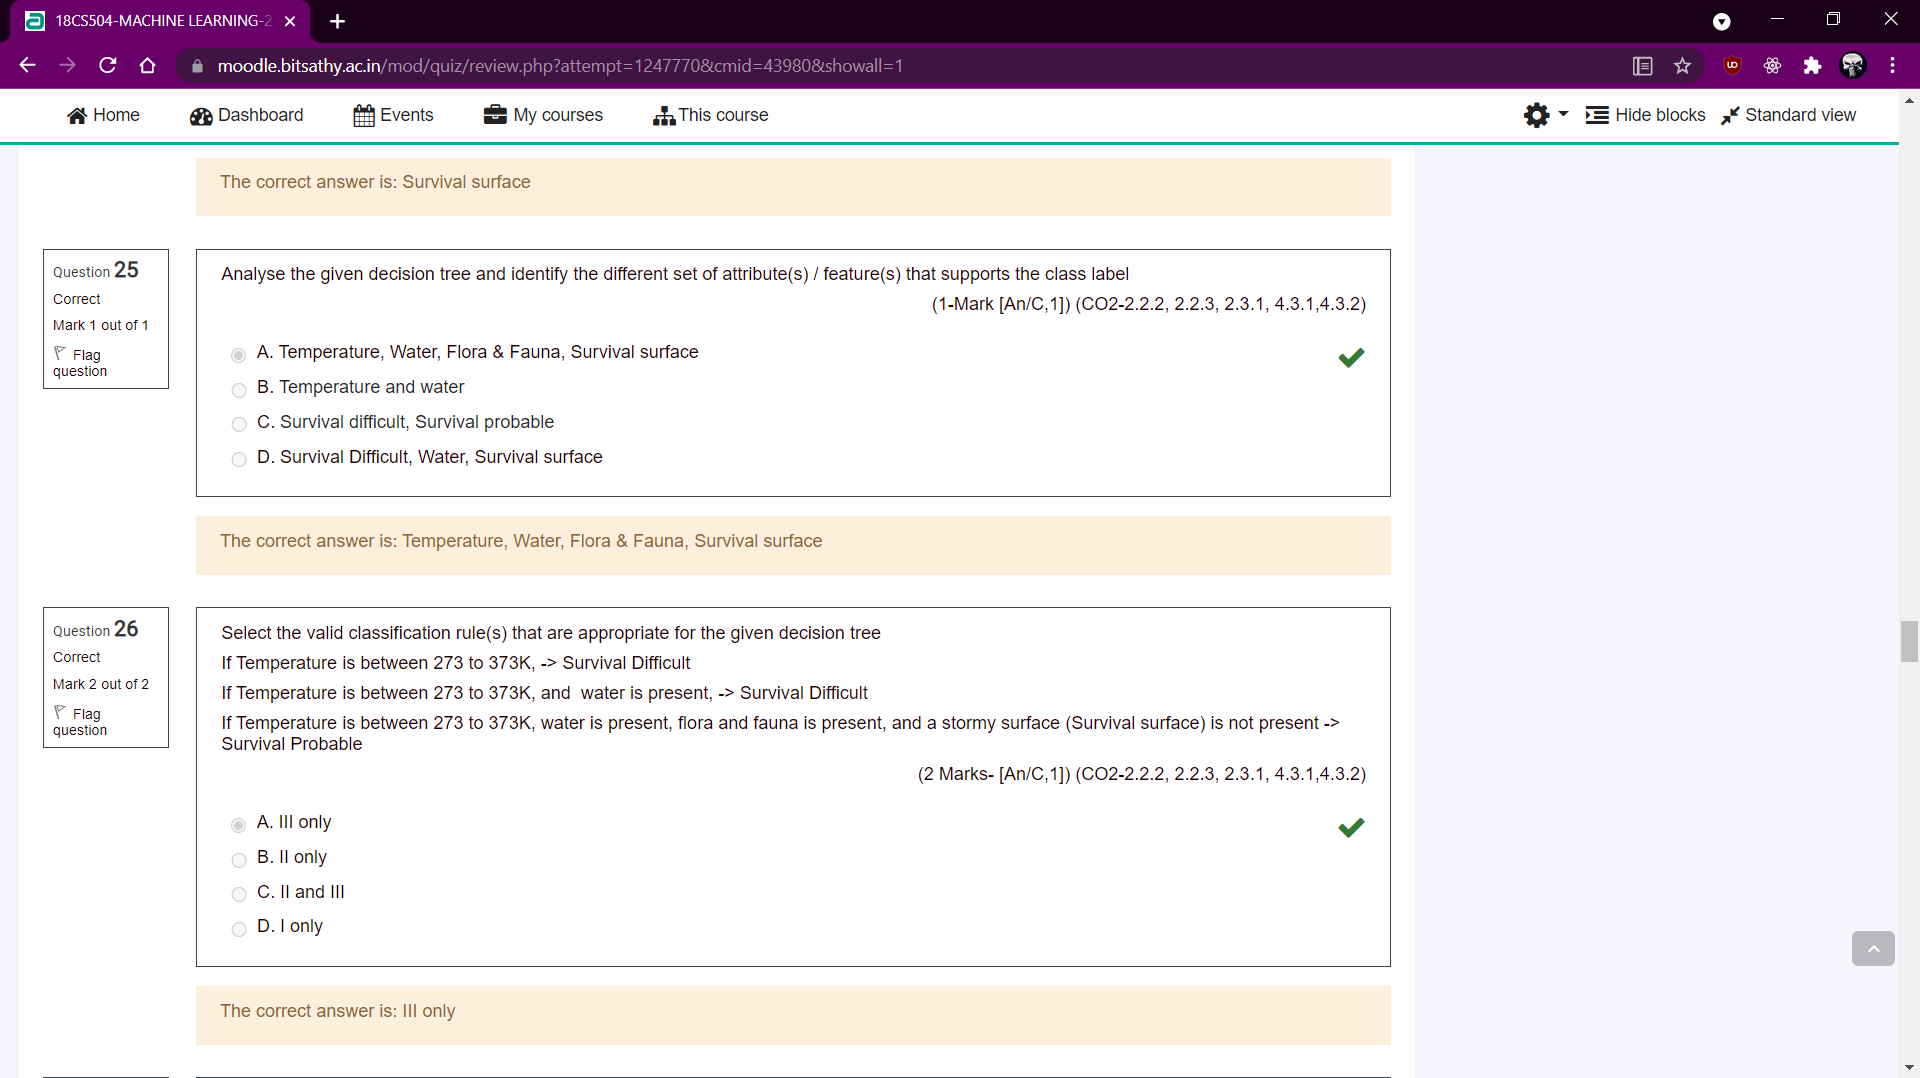 18CS504-MACHINE LEARNING-2
moodle.bitsathy.ac.in/mod/quiz/review.php?attempt=1247770&cmid=43980&showall=1
Home Dashboard Events My courses This course Hide blocks Standard view
The correct answer is: Survival surface
Question 25
Correct
Mark 1 out of 1
Flag
question
Analyse the given decision tree and identify the different set of attribute(s) / feature(s) that supports the class label
(1-Mark [An/C,1]) (CO2-2.2.2, 2.2.3, 2.3.1, 4.3.1,4.3.2)
A. Temperature, Water, Flora & Fauna, Survival surface
B. Temperature and water
C. Survival difficult, Survival probable
D. Survival Difficult, Water, Survival surface
The correct answer is: Temperature, Water, Flora & Fauna, Survival surface
Question 26
Correct
Mark 2 out of 2
Flag
question
Select the valid classification rule(s) that are appropriate for the given decision tree
If Temperature is between 273 to 373K, -> Survival Difficult
If Temperature is between 273 to 373K, and  water is present, -> Survival Difficult
If Temperature is between 273 to 373K, water is present, flora and fauna is present, and a stormy surface (Survival surface) is not present ->
Survival Probable
(2 Marks- [An/C,1]) (CO2-2.2.2, 2.2.3, 2.3.1, 4.3.1,4.3.2)
A. III only
B. II only
C. II and III
D. I only
The correct answer is: III only